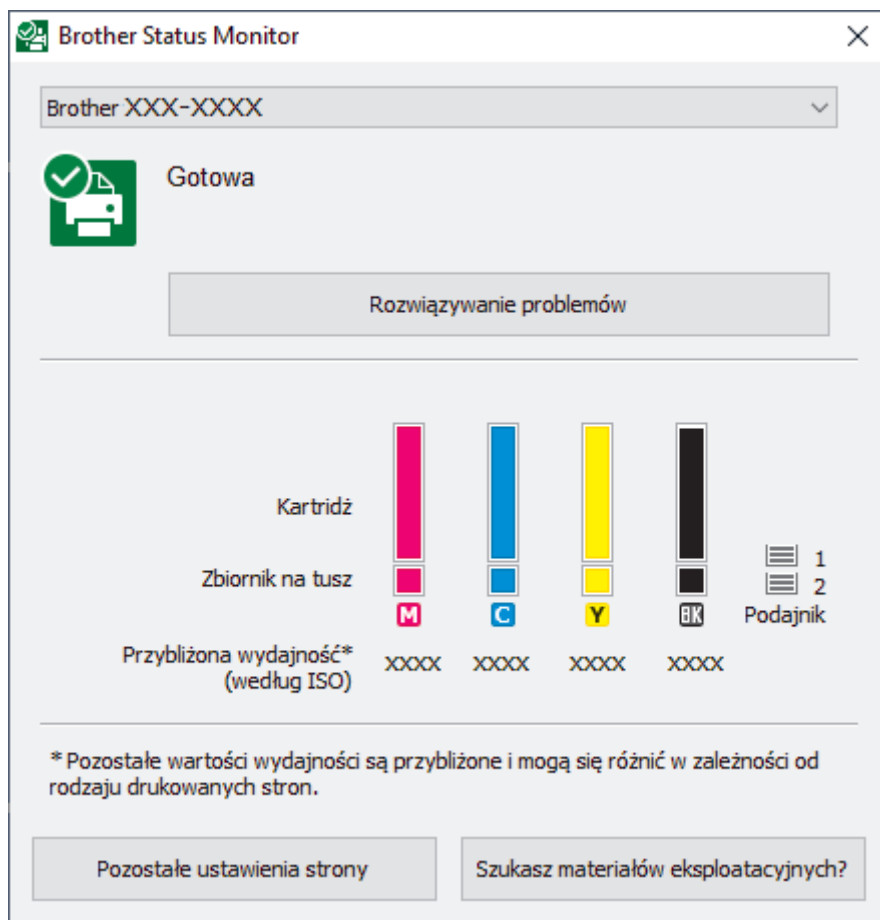 Brother Status Monitor
Brother XXX-XXXX
Gotowa
Rozwiązywanie problemów
Kartridż
Zbiornik na tusz
1
2
M C Y BK Podajnik
Przybliżona wydajność*
(według ISO)
XXXX XXXX XXXX XXXX
* Pozostałe wartości wydajności są przybliżone i mogą się różnić w zależności od
rodzaju drukowanych stron.
Pozostałe ustawienia strony
Szukasz materiałów eksploatacyjnych?